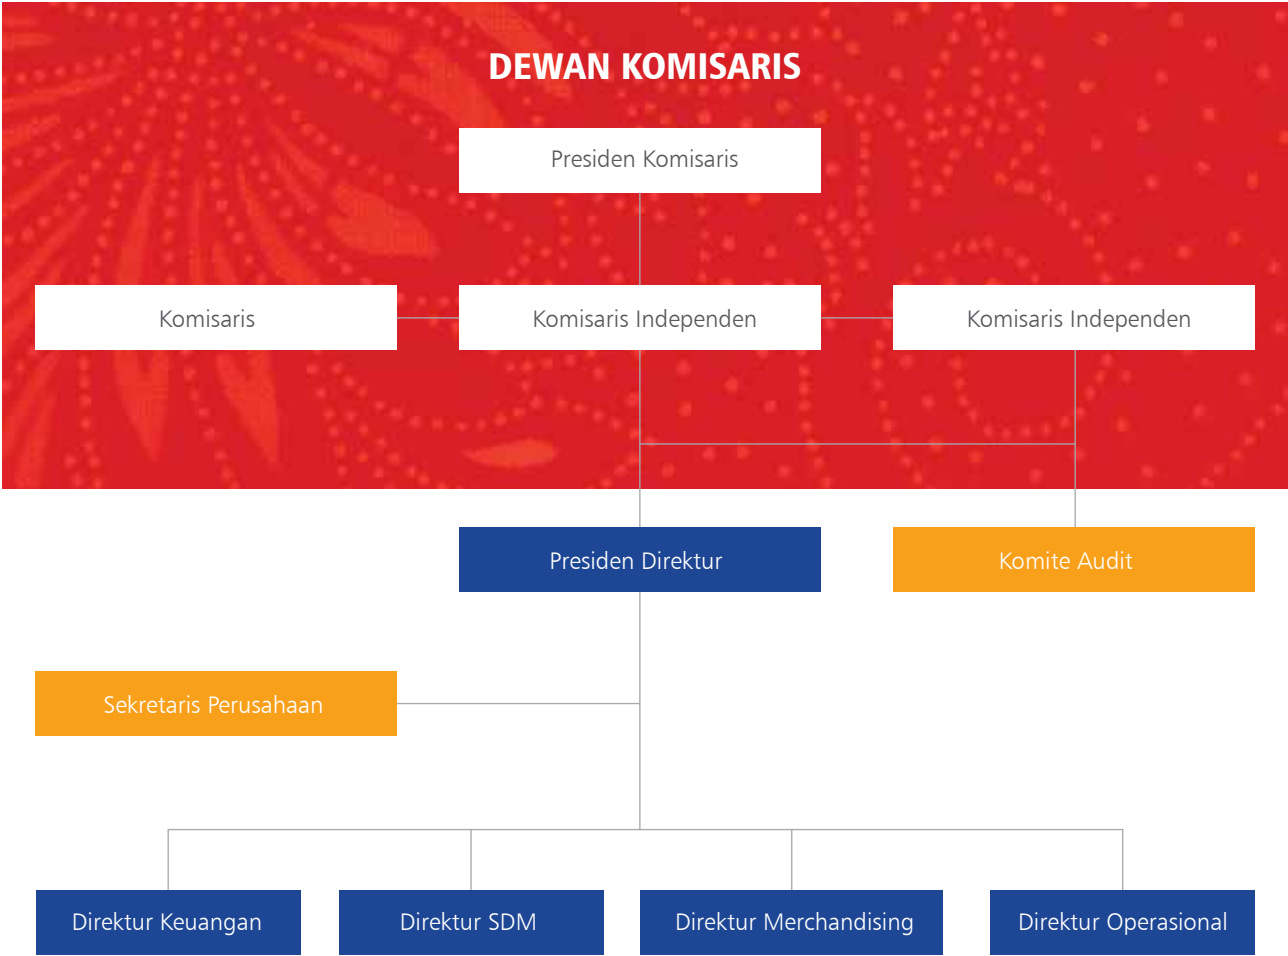 DEWAN KOMISARIS
Presiden Komisaris
Komisaris
Komisaris Independen
Komisaris Independen
Presiden Direktur
Komite Audit
Sekretaris Perusahaan
Direktur Keuangan
Direktur SDM
Direktur Merchandising
Direktur Operasional